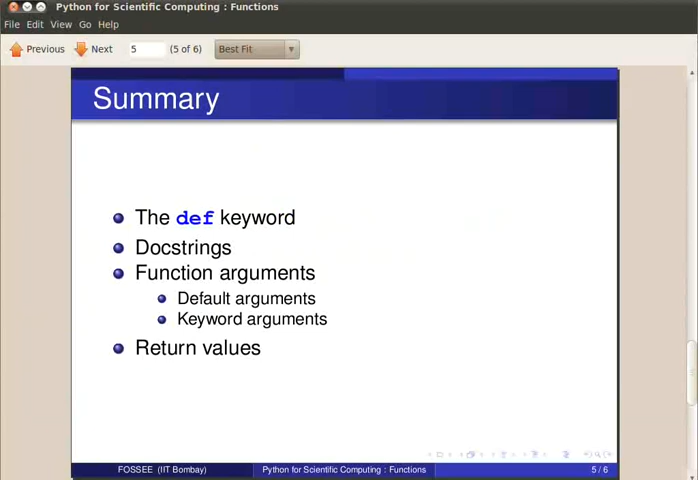 Python for Scientific Computing : Functions
File Edit View Go Help
Previous Next 5 (5 of 6) Best Fit
Summary
The def keyword
Docstrings
Function arguments
Default arguments
Keyword arguments
Return values
FOSSEE (IIT Bombay) Python for Scientific Computing : Functions 5 / 6